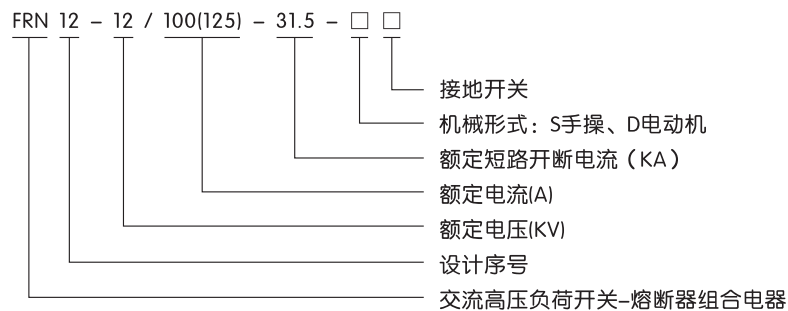 FRN 12 – 12 / 100(125) – 31.5 – □ □
接地开关
机械形式：S手操、D电动机
额定短路开断电流（KA）
额定电流(A)
额定电压(KV)
设计序号
交流高压负荷开关–熔断器组合电器